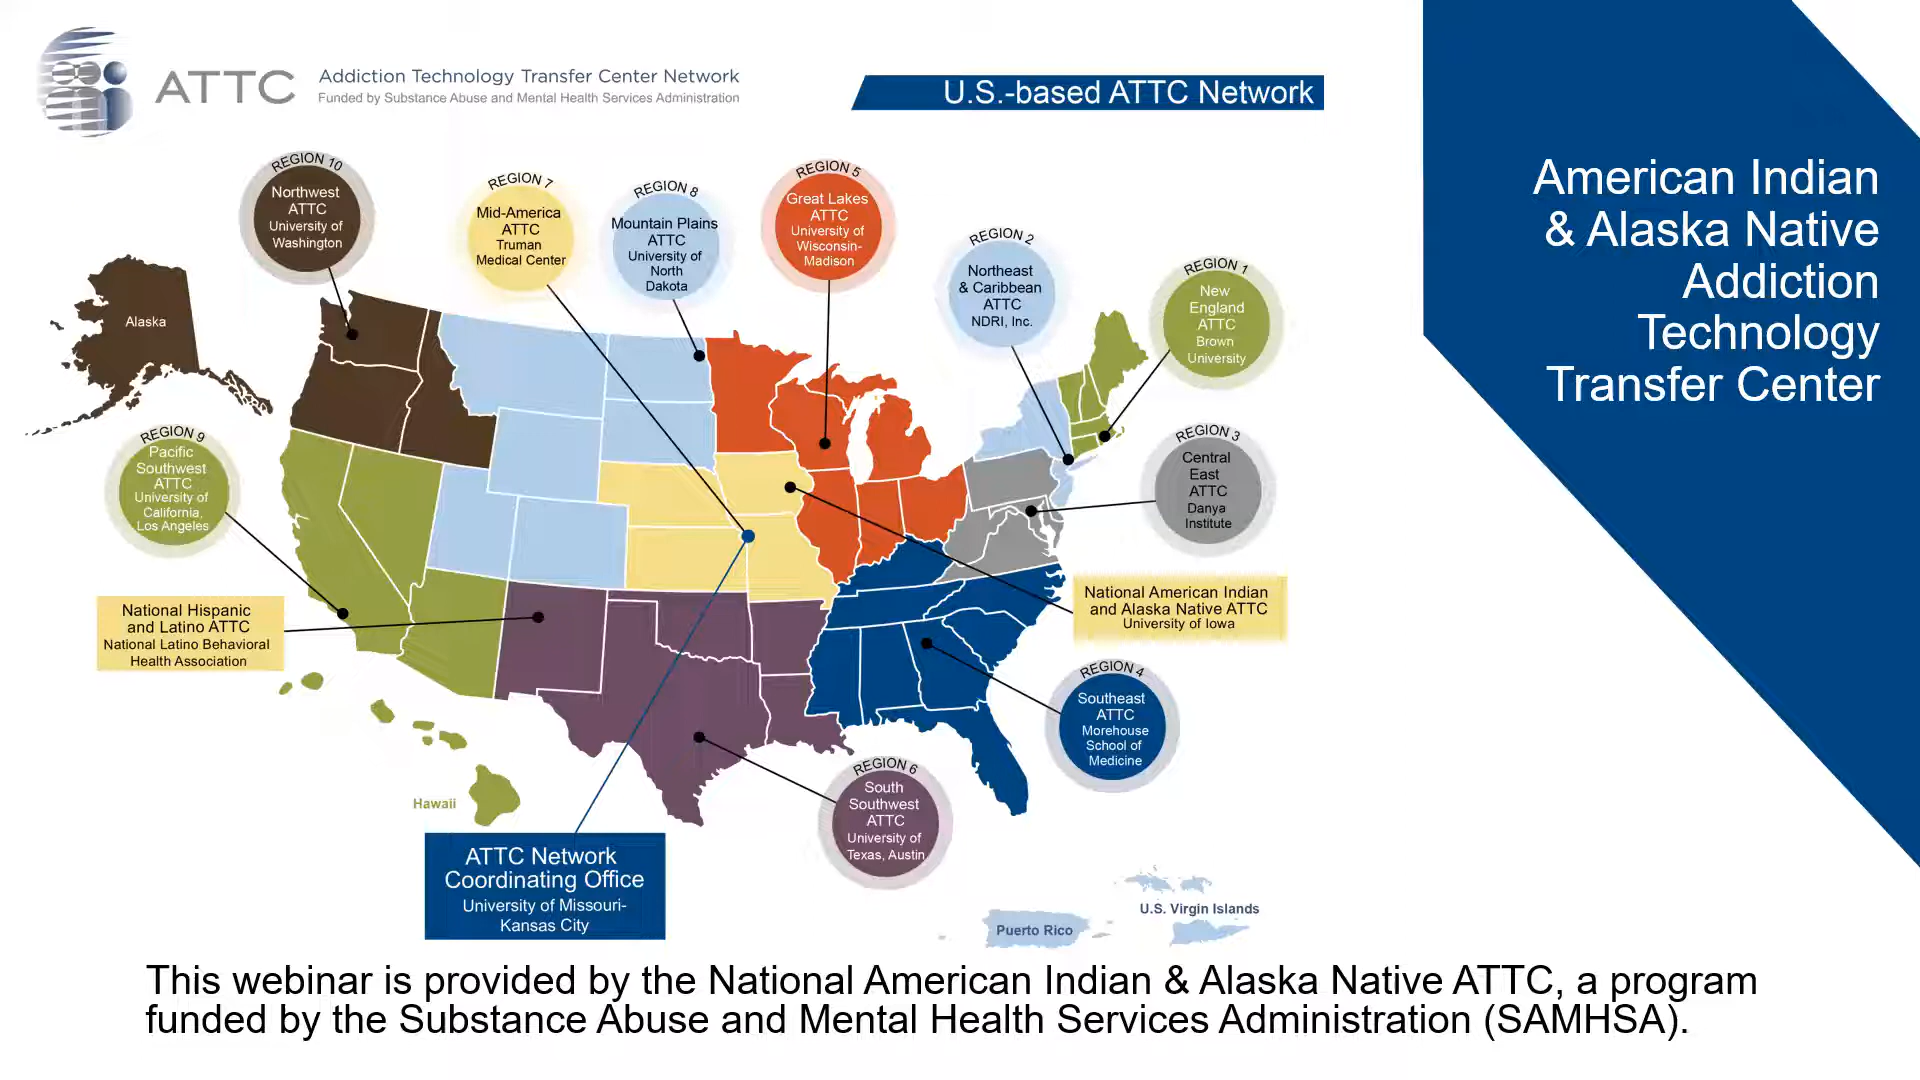 ATTC
Addiction Technology Transfer Center Network
Funded by Substance Abuse and Mental Health Services Administration
U.S.-based ATTC Network
American Indian
& Alaska Native
Addiction
Technology
Transfer Center
REGION 10
Northwest
ATTC
University of
Washington
REGION 7
Mid-America
ATTC
Truman
Medical Center
REGION 8
Mountain Plains
ATTC
University of
North
Dakota
REGION 5
Great Lakes
ATTC
University of
Wisconsin-
Madison
REGION 2
Northeast
& Caribbean
ATTC
NDRI, Inc.
REGION 1
New
England
ATTC
Brown
University
Alaska
REGION 9
Pacific
Southwest
ATTC
University of
California,
Los Angeles
REGION 3
Central
East
ATTC
Danya
Institute
National Hispanic
and Latino ATTC
National Latino Behavioral
Health Association
National American Indian
and Alaska Native ATTC
University of Iowa
REGION 4
Southeast
ATTC
Morehouse
School of
Medicine
REGION 6
South
Southwest
ATTC
University of
Texas, Austin
Hawaii
ATTC Network
Coordinating Office
University of Missouri-
Kansas City
U.S. Virgin Islands
Puerto Rico
This webinar is provided by the National American Indian & Alaska Native ATTC, a program
funded by the Substance Abuse and Mental Health Services Administration (SAMHSA).